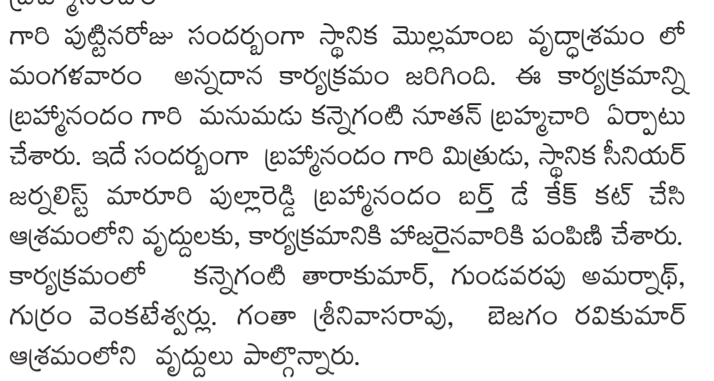 గారి పుట్టినరోజు సందర్బంగా స్థానిక మొల్లమాంబ వృద్ధాశ్రమం లో
మంగళవారం అన్నదాన కార్యక్రమం జరిగింది. ఈ కార్యక్రమాన్ని
బ్రహ్మానందం గారి మనుమడు కన్నెగంటి నూతన్ బ్రహ్మచారి ఏర్పాటు
చేశారు. ఇదే సందర్బంగా బ్రహ్మానందం గారి మిత్రుడు, స్థానిక సీనియర్
జర్నలిస్ట్ మారూరి పుల్లారెడ్డి బ్రహ్మానందం బర్త్ డే కేక్ కట్ చేసి
ఆశ్రమంలోని వృద్దులకు, కార్యక్రమానికి హాజరైనవారికి పంపిణి చేశారు.
కార్యక్రమంలో కన్నెగంటి తారాకుమార్, గుండవరపు అమర్నాథ్,
గుర్రం వెంకటేశ్వర్లు. గంతా శ్రీనివాసరావు, బెజగం రవికుమార్
ఆశ్రమంలోని వృద్దులు పాల్గొన్నారు.